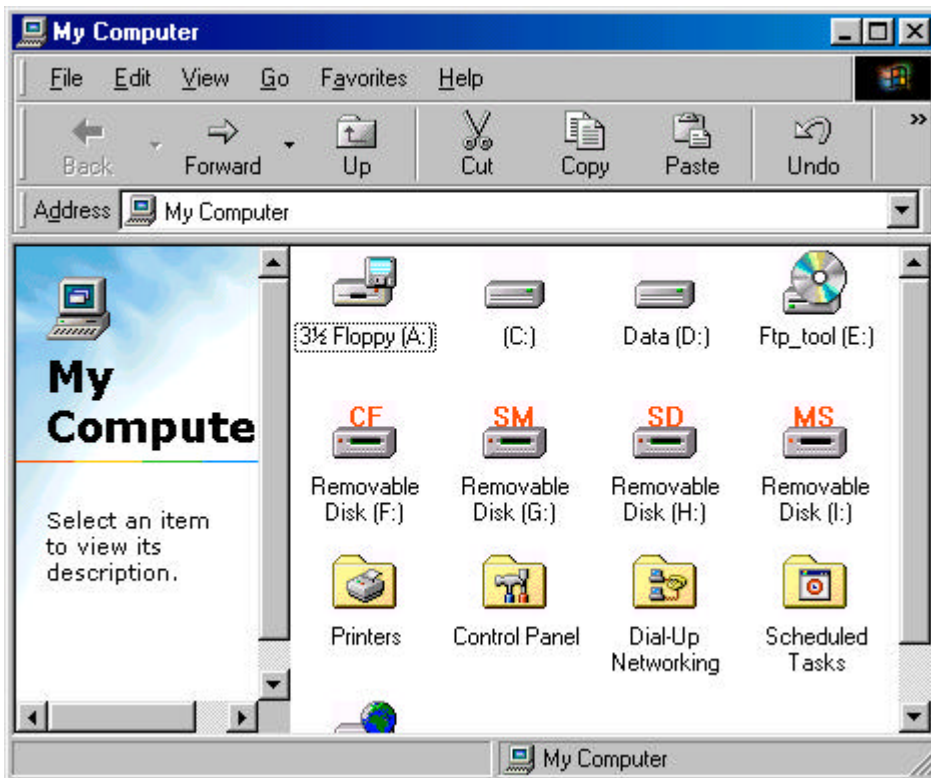 My Computer
File Edit View Go Favorites Help
Back Forward Up Cut Copy Paste Undo »
Address My Computer
My
Compute
Select an item
to view its
description.
3½ Floppy (A:) (C:) Data (D:) Ftp_tool (E:)
CF SM SD MS
Removable Removable Removable Removable
Disk (F:) Disk (G:) Disk (H:) Disk (I:)
Printers Control Panel Dial-Up Scheduled
Networking Tasks
My Computer